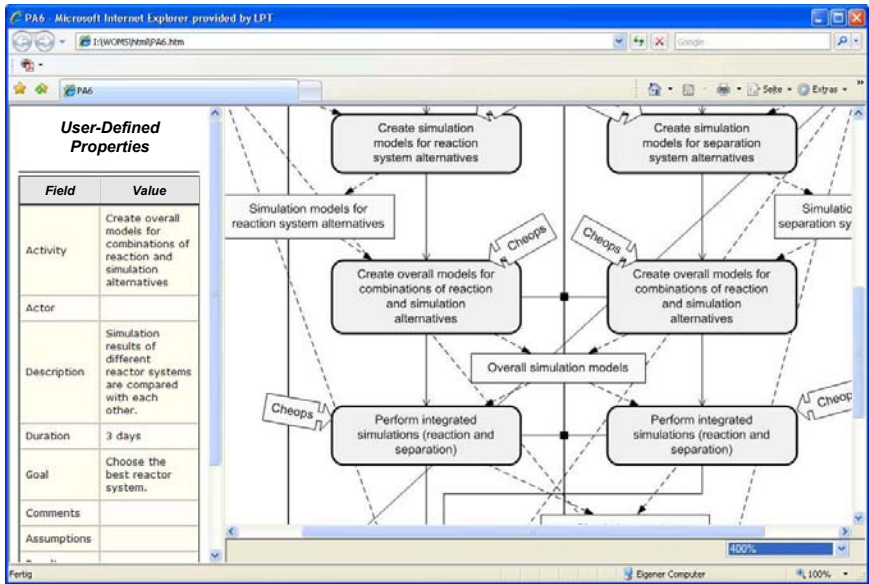 PA6 - Microsoft Internet Explorer provided by LPT
I:\WOMS\html\PA6.htm
Google
PA6
Seite
Extras
User-Defined
Properties
Field
Value
Activity
Create overall
models for
combinations of
reaction and
simulation
alternatives
Actor
Description
Simulation
results of
different
reactor systems
are compared
with each
other.
Duration
3 days
Goal
Choose the
best reactor
system.
Comments
Assumptions
Create simulation
models for reaction
system alternatives
Create simulation
models for separation
system alternatives
Simulation models for
reaction system alternatives
Simulatio
separation sy
Cheops
Cheops
Create overall models for
combinations of reaction
and simulation
alternatives
Create overall models for
combinations of reaction
and simulation
alternatives
Overall simulation models
Cheops
Cheop
Perform integrated
simulations (reaction and
separation)
Perform integrated
simulations (reaction and
separation)
400%
Fertig
Eigener Computer
100%